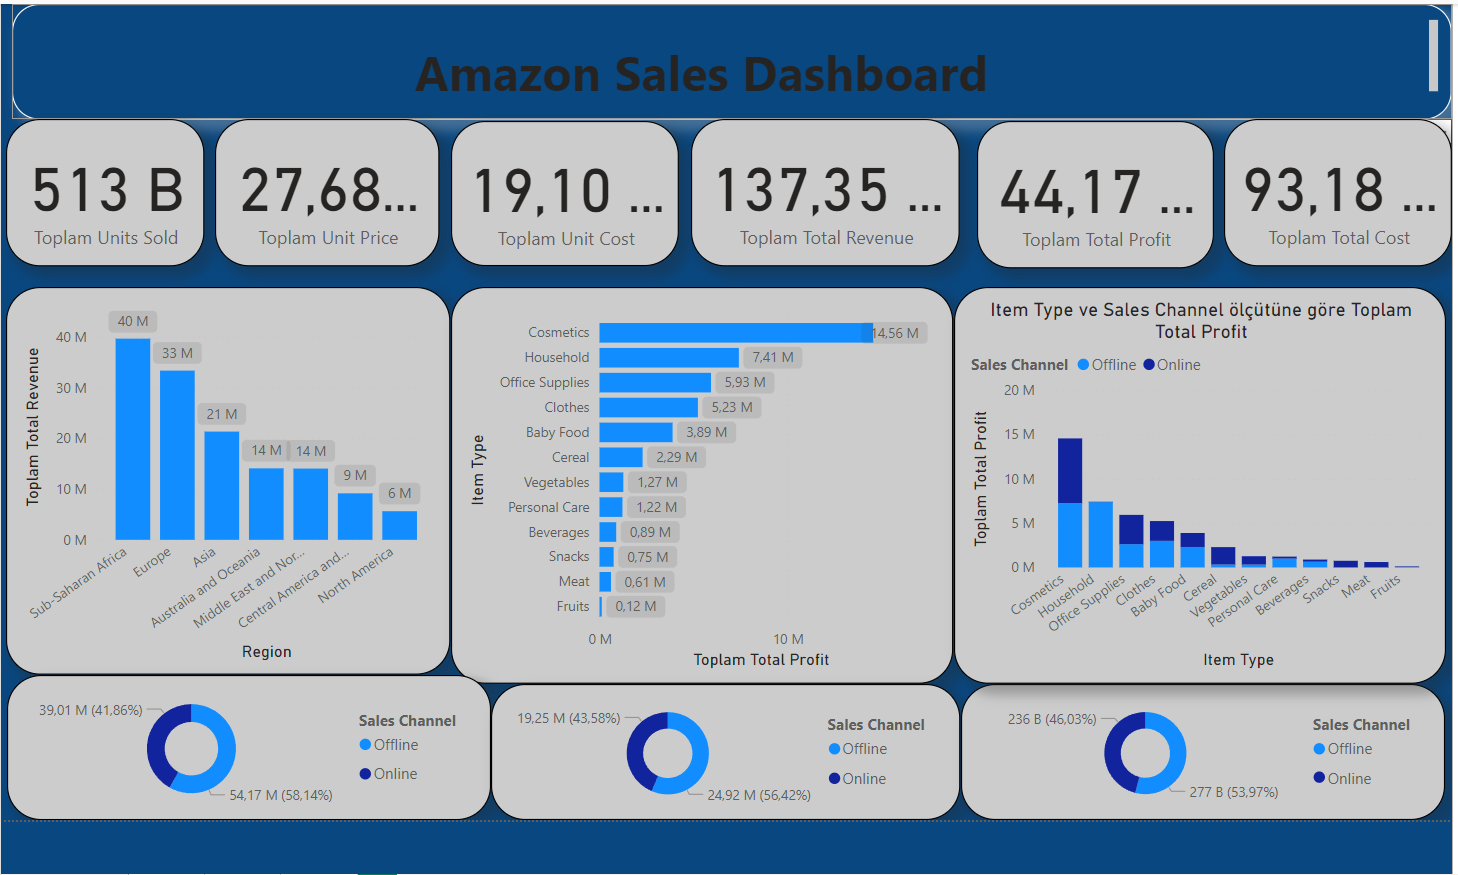 Amazon Sales Dashboard
513 B
Toplam Units Sold
27,68...
Toplam Unit Price
19,10 ...
Toplam Unit Cost
137,35 ...
Toplam Total Revenue
44,17 ...
Toplam Total Profit
93,18 ...
Toplam Total Cost
Toplam Total Revenue
40 M
30 M
20 M
10 M
0 M
40 M
33 M
21 M
14 M
14 M
9 M
6 M
Sub-Saharan Africa
Europe
Asia
Australia and Oceania
Middle East and Nor...
Central America and...
North America
Region
Item Type
Cosmetics
14,56 M
Household
7,41 M
Office Supplies
5,93 M
Clothes
5,23 M
Baby Food
3,89 M
Cereal
2,29 M
Vegetables
1,27 M
Personal Care
1,22 M
Beverages
0,89 M
Snacks
0,75 M
Meat
0,61 M
Fruits
0,12 M
0 M
10 M
Toplam Total Profit
Item Type ve Sales Channel ölçütüne göre Toplam
Total Profit
Sales Channel
Offline
Online
Toplam Total Profit
20 M
15 M
10 M
5 M
0 M
Cosmetics
Household
Office Supplies
Clothes
Baby Food
Cereal
Vegetables
Personal Care
Beverages
Snacks
Meat
Fruits
Item Type
39,01 M (41,86%)
54,17 M (58,14%)
Sales Channel
Offline
Online
19,25 M (43,58%)
24,92 M (56,42%)
Sales Channel
Offline
Online
236 B (46,03%)
277 B (53,97%)
Sales Channel
Offline
Online